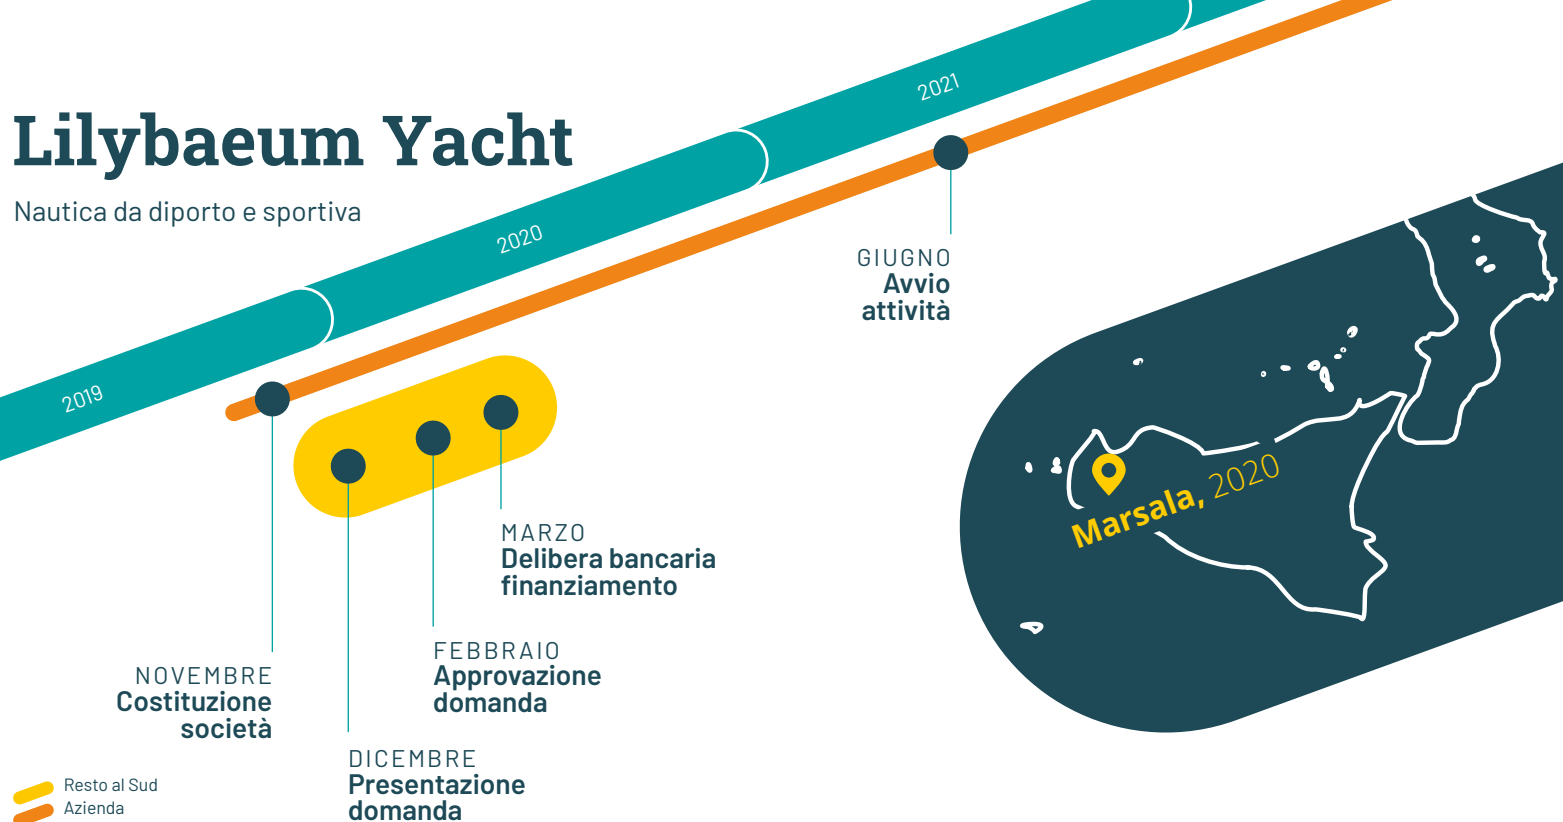 Lilybaeum Yacht
Nautica da diporto e sportiva
2019
2020
2021
GIUGNO
Avvio
attività
MARZO
Delibera bancaria
finanziamento
FEBBRAIO
Approvazione
domanda
NOVEMBRE
Costituzione
società
DICEMBRE
Presentazione
domanda
Marsala, 2020
Resto al Sud
Azienda